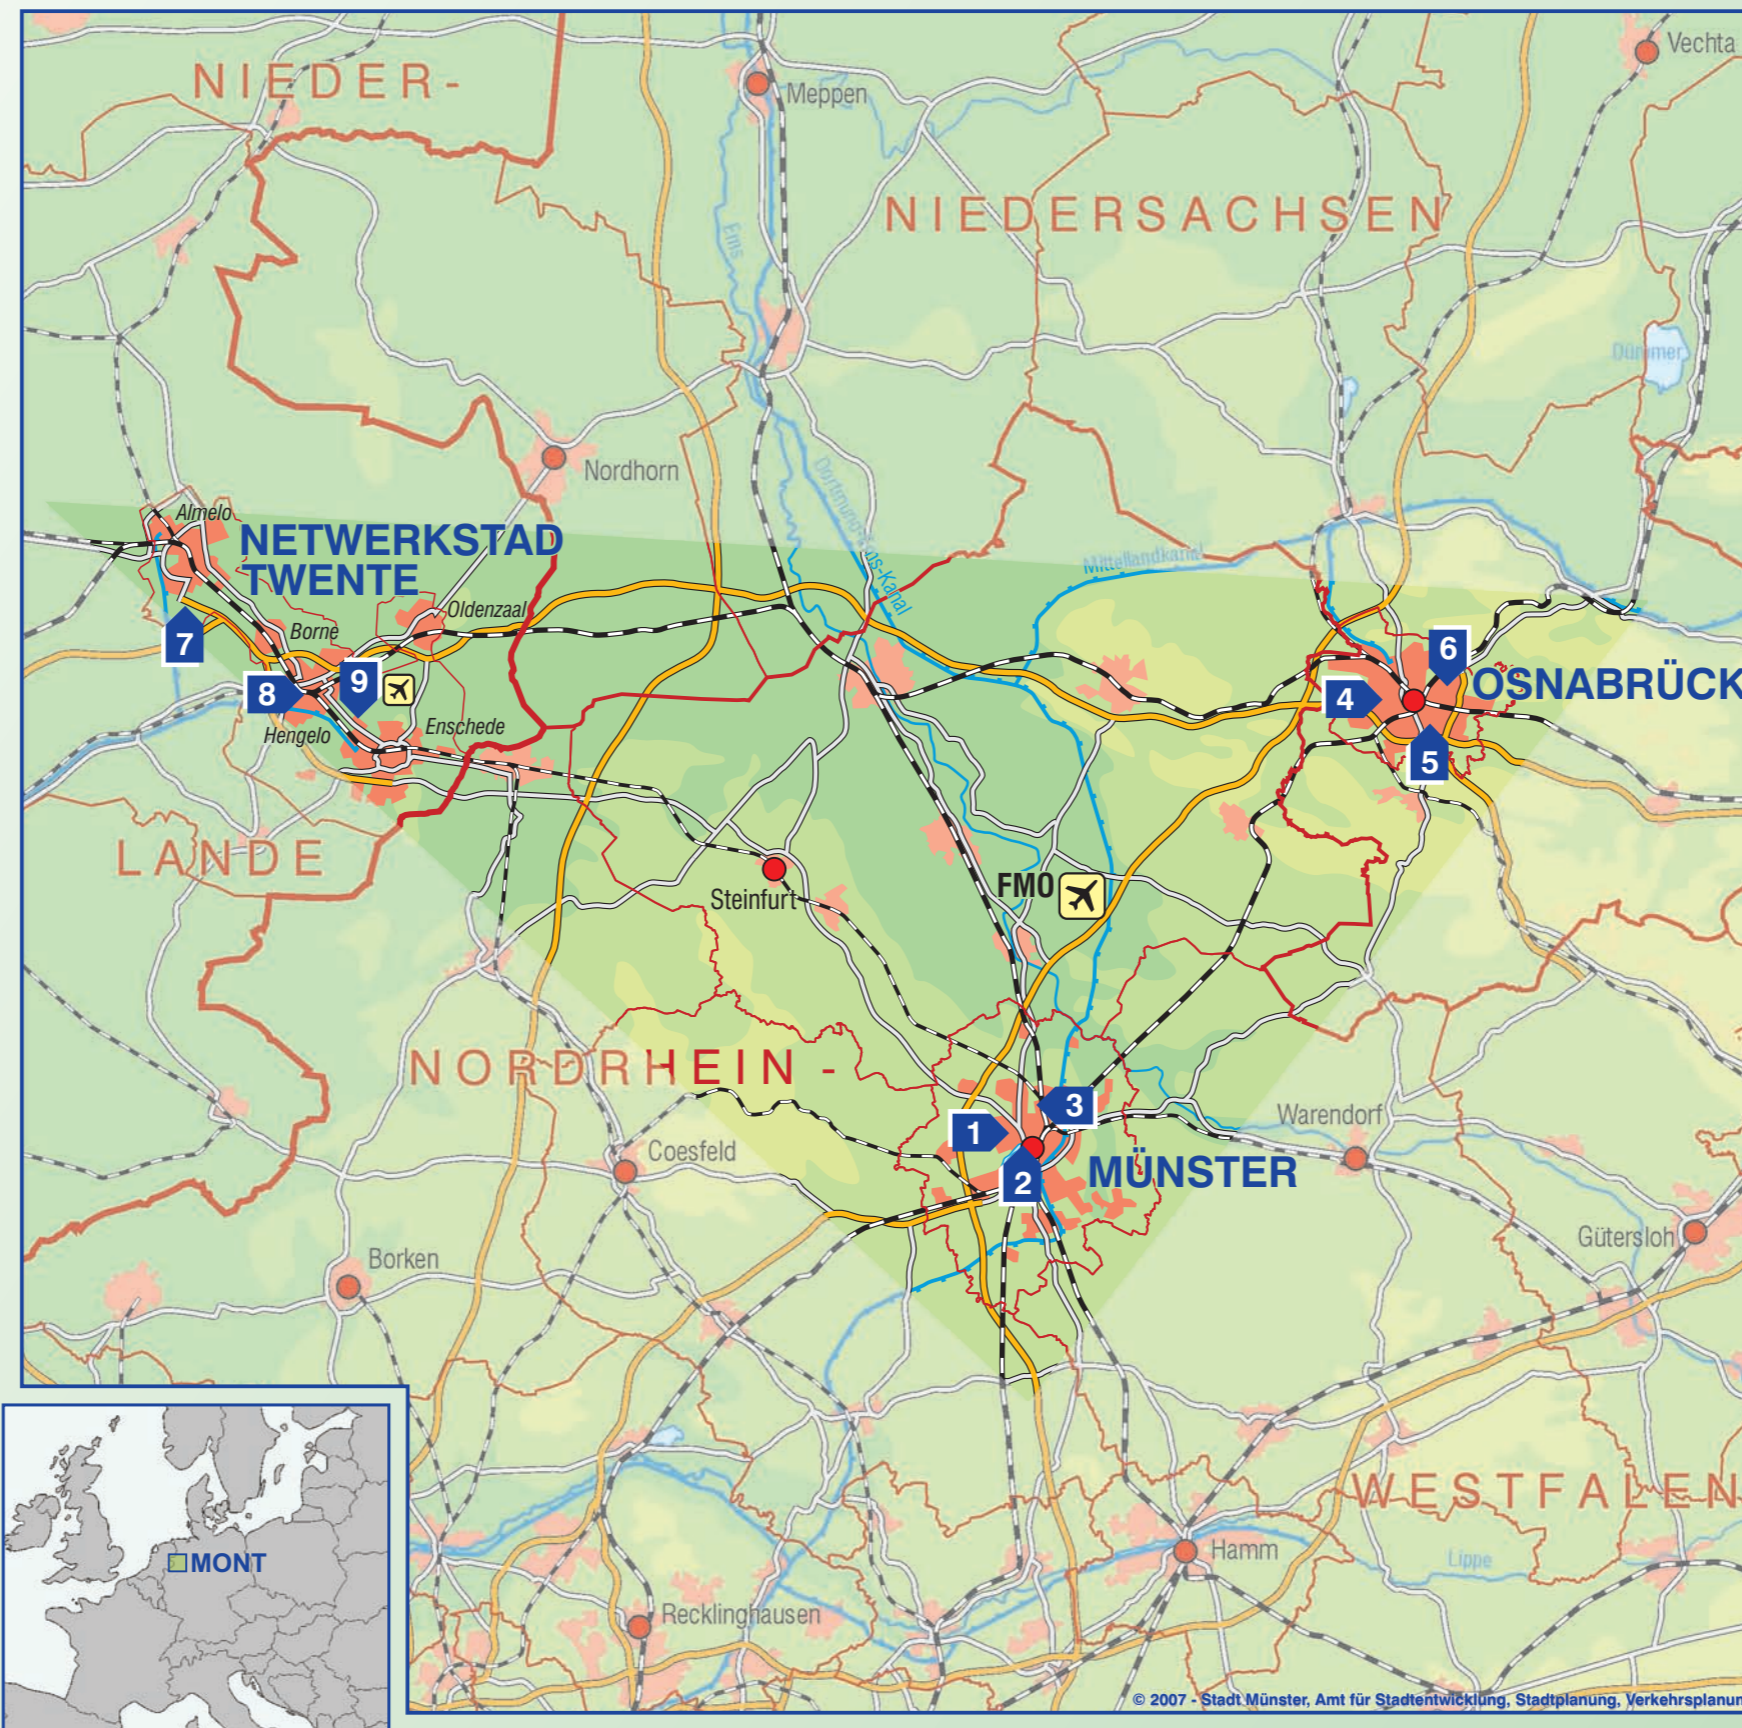 NIEDER-
Vechta
Meppen
NIEDERSACHSEN
Ems
Dümmer
Nordhorn
Dortmund-Ems-Kanal
Almelo
NETWERKSTAD
TWENTE
Mittellandkanal
Oldenzaal
Borne
7
8
9
Hengelo
Enschede
6
OSNABRÜCK
4
5
LANDE
Steinfurt
FMO
NORDRHEIN -
3
1
2
MÜNSTER
Warendorf
Coesfeld
Gütersloh
Borken
WESTFALEN
Hamm
Lippe
MONT
Recklinghausen
© 2007 - Stadt Münster, Amt für Stadtentwicklung, Stadtplanung, Verkehrsplanun